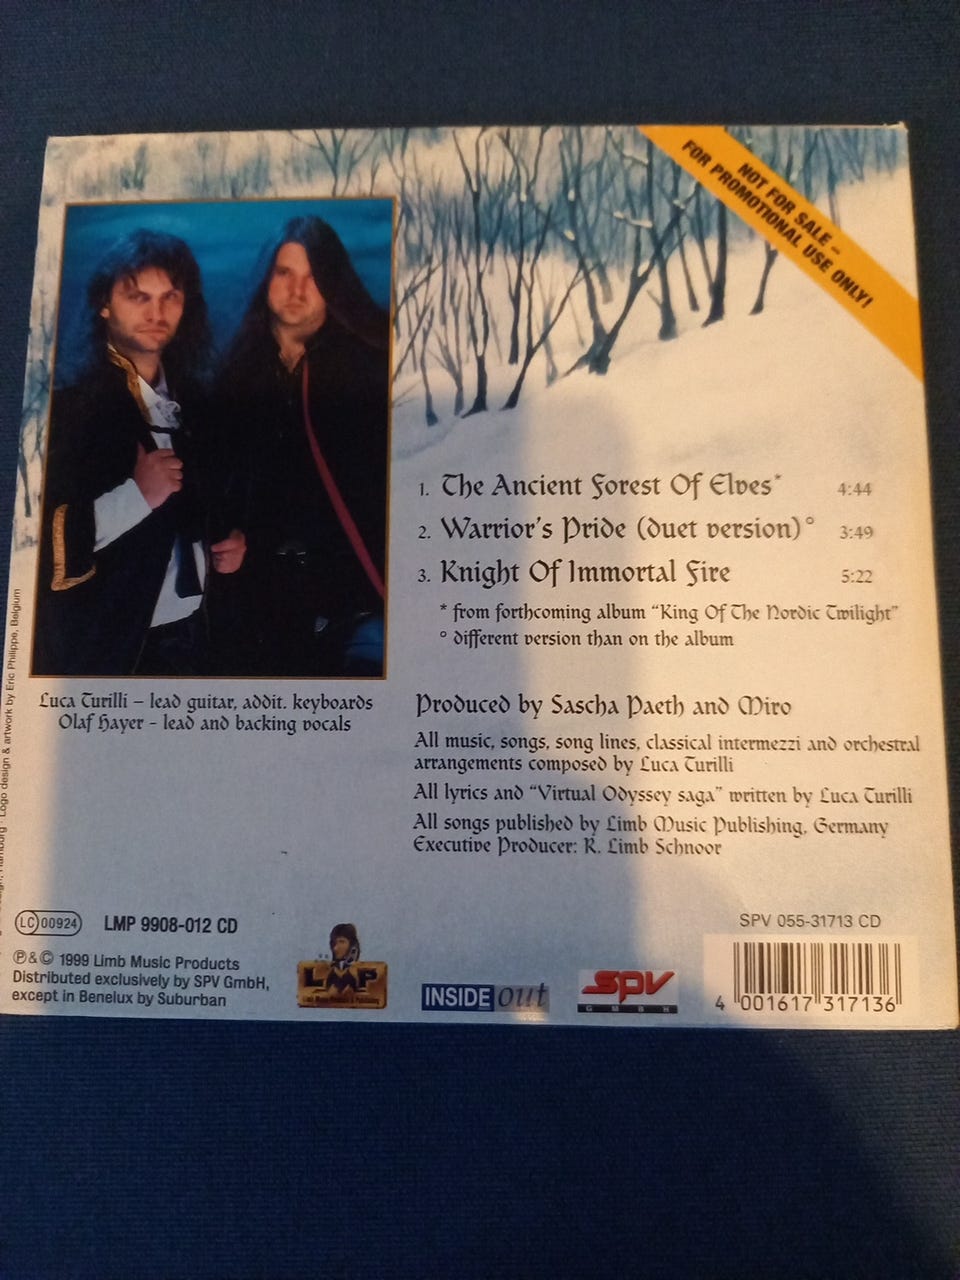 NOT FOR SALE –
FOR PROMOTIONAL USE ONLY!
1. The Ancient Forest Of Elves* 4:44
2. Warrior's Pride (duet version)° 3:49
3. Knight Of Immortal Fire 5:22
* from forthcoming album "King Of The Nordic Twilight"
° different version than on the album
Luca Turilli – lead guitar, addit. keyboards
Olaf Hayer - lead and backing vocals
Produced by Sascha Paeth and Miro
All music, songs, song lines, classical intermezzi and orchestral
arrangements composed by Luca Turilli
All lyrics and "Virtual Odyssey saga" written by Luca Turilli
All songs published by Limb Music Publishing, Germany
Executive Producer: R. Limb Schnoor
Hamburg · Logo design & artwork by Eric Philippe, Belgium
LC 00924 LMP 9908-012 CD
℗ & © 1999 Limb Music Products
Distributed exclusively by SPV GmbH,
except in Benelux by Suburban
LMP
Limb Music Products & Publishing
INSIDE out
SPV
GMBH
SPV 055-31713 CD
4 001617 317136